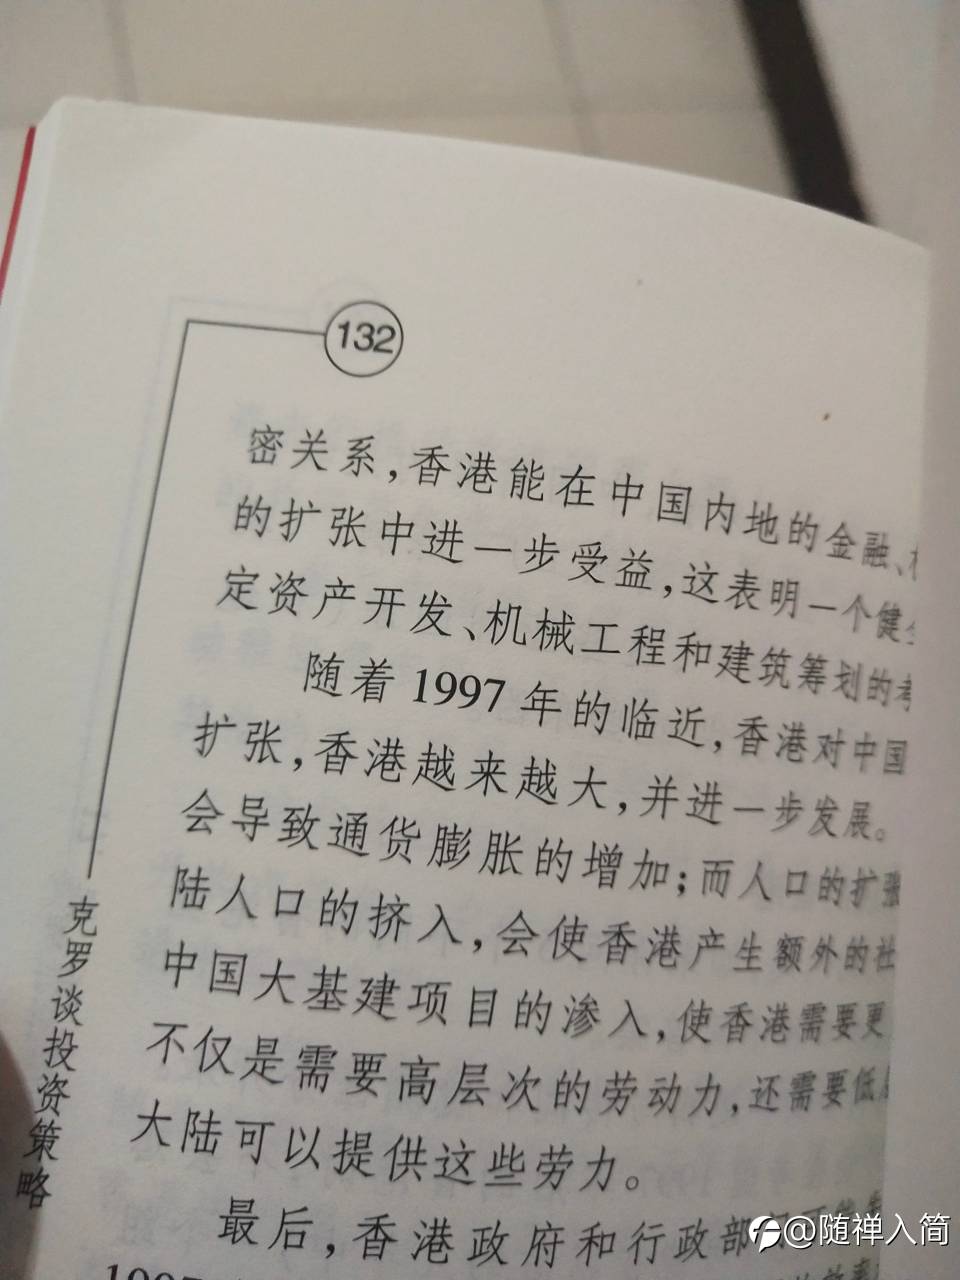 132
密关系，香港能在中国内地的金融、
的扩张中进一步受益，这表明一个健
定资产开发、机械工程和建筑筹划的考
随着1997年的临近，香港对中国
扩张，香港越来越大，并进一步发展。
会导致通货膨胀的增加；而人口的扩张
陆人口的挤入，会使香港产生额外的社
中国大基建项目的渗入，使香港需要更
不仅是需要高层次的劳动力，还需要低
大陆可以提供这些劳力。
最后，香港政府和行政部
克罗谈投资策略
@随禅入简